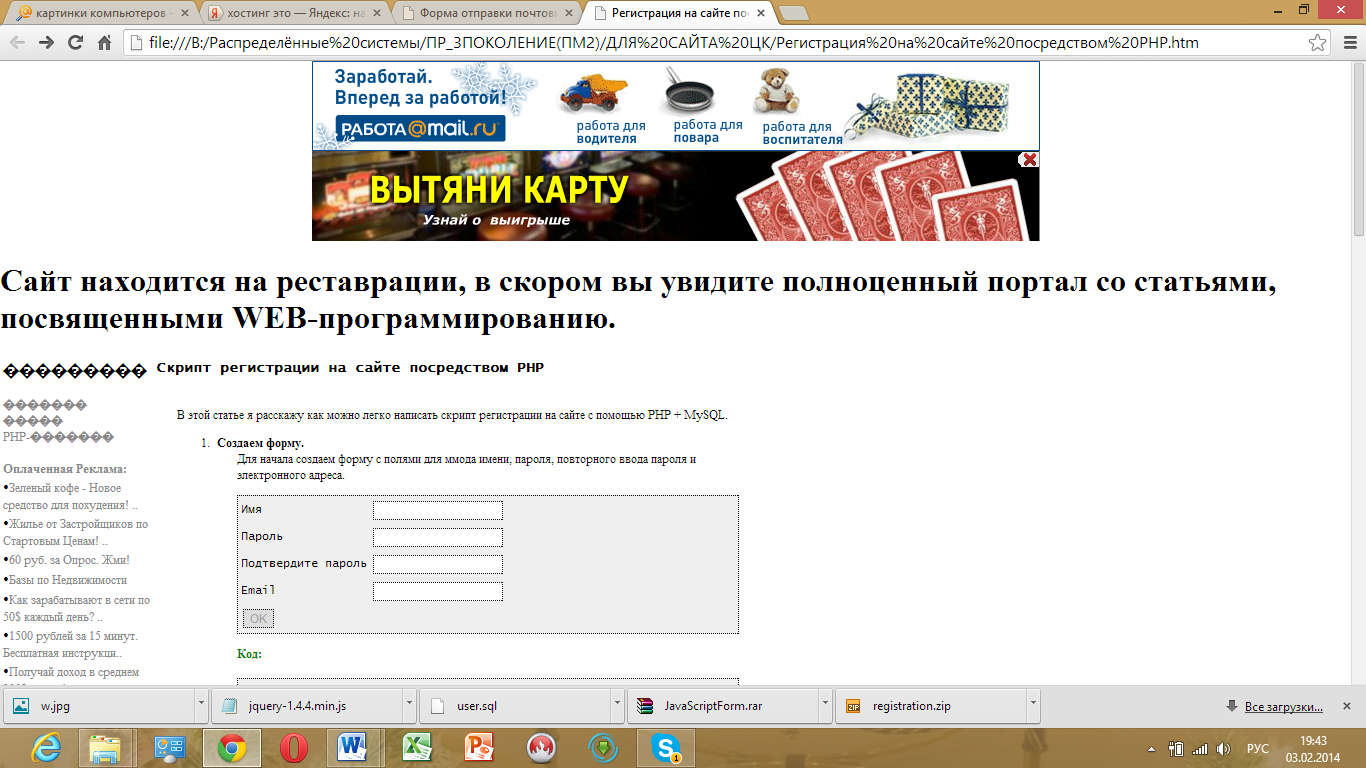 картинки компьютеров -
хостинг это — Яндекс: на
Форма отправки почтов
Регистрация на сайте по
file:///B:/Распределённые%20системы/ПР_3ПОКОЛЕНИЕ(ПМ2)/ДЛЯ%20САЙТА%20ЦК/Регистрация%20на%20сайте%20посредством%20PHP.htm
Заработай.
Вперед за работой!
РАБОТА@mail.ru
работа для
водителя
работа для
повара
работа для
воспитателя
ВЫТЯНИ КАРТУ
Узнай о выигрыше
Сайт находится на реставрации, в скором вы увидите полноценный портал со статьями,
посвященными WEB-программированию.
���������
Скрипт регистрации на сайте посредством PHP
�������
�����
PHP-�������
Оплаченная Реклама:
•Зеленый кофе - Новое
средство для похудения! ..
•Жилье от Застройщиков по
Стартовым Ценам! ..
•60 руб. за Опрос. Жми!
•Базы по Недвижимости
•Как зарабатывают в сети по
50$ каждый день? ..
•1500 рублей за 15 минут.
Бесплатная инструкци..
•Получай доход в среднем
В этой статье я расскажу как можно легко написать скрипт регистрации на сайте с помощью PHP + MySQL.
1. Создаем форму.
Для начала создаем форму с полями для ммода имени, пароля, повторного ввода пароля и
электронного адреса.
Имя
Пароль
Подтвердите пароль
Email
OK
Код:
w.jpg
jquery-1.4.4.min.js
user.sql
JavaScriptForm.rar
registration.zip
Все загрузки...
РУС
19:43
03.02.2014